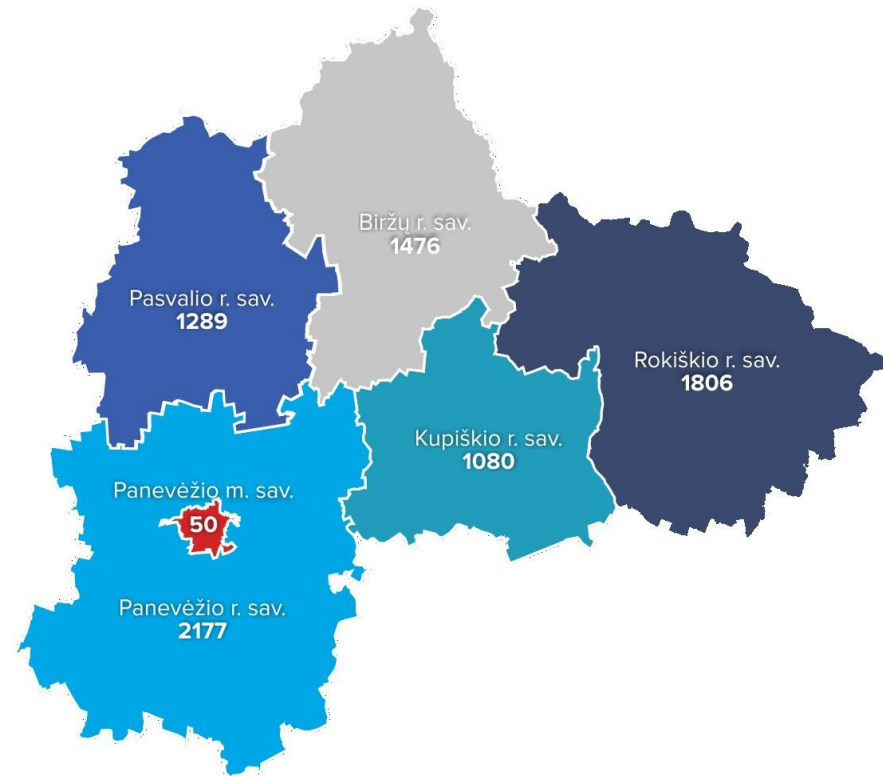 Biržų r. sav.
1476
Pasvalio r. sav.
1289
Rokiškio r. sav.
1806
Kupiškio r. sav.
1080
Panevėžio m. sav.
50
Panevėžio r. sav.
2177